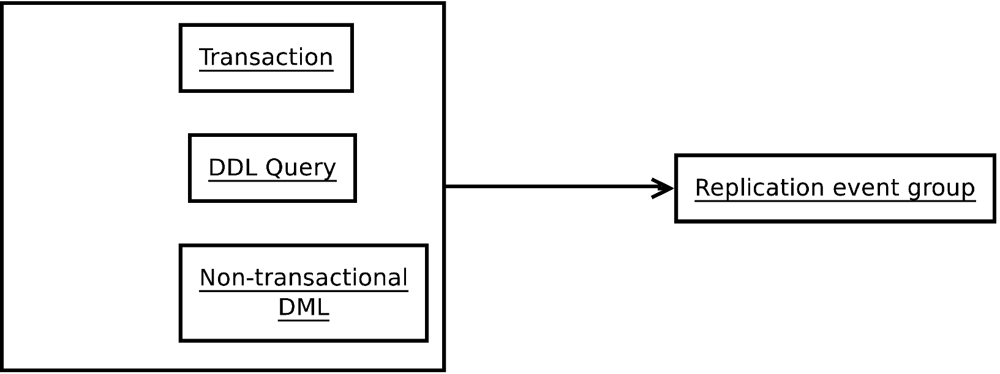 Transaction
DDL Query
Non-transactional
DML
Replication event group